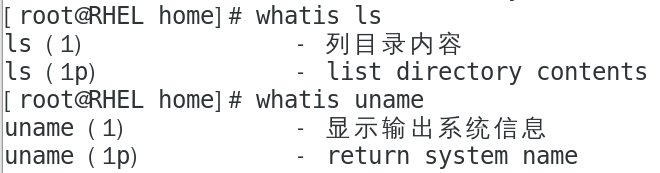 [root@RHEL home]# whatis ls
ls (1)               - 列目录内容
ls (1p)              - list directory contents
[root@RHEL home]# whatis uname
uname (1)            - 显示输出系统信息
uname (1p)           - return system name